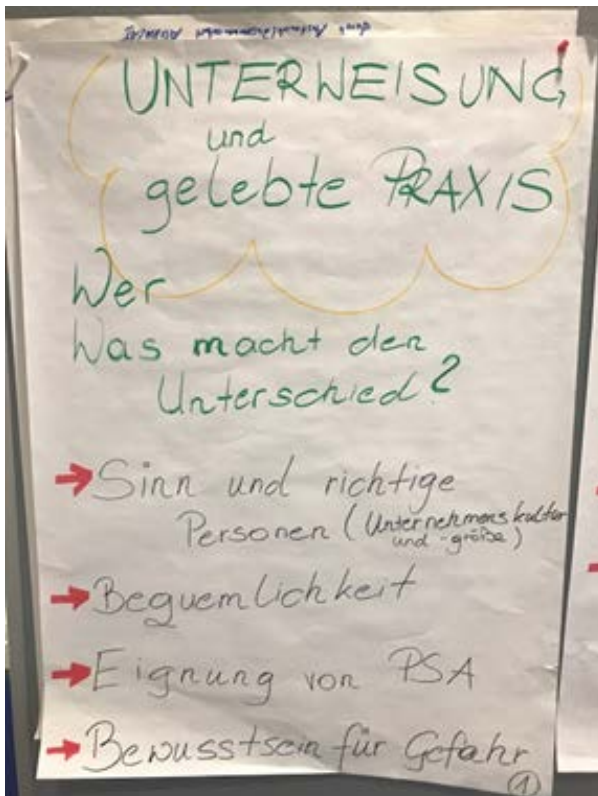 UNTERWEISUNG
und
gelebte PRAXIS
Wer
Was macht den
Unterschied?
Sinn und richtige
Personen (Unternehmenskultur
und -größe)
Bequemlichkeit
Eignung von PSA
Bewusstsein für Gefahr
1